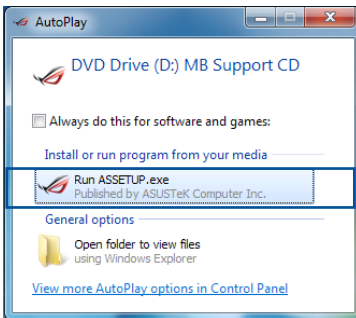 AutoPlay
DVD Drive (D:) MB Support CD
Always do this for software and games:
Install or run program from your media
Run ASSETUP.exe
Published by ASUSTeK Computer Inc.
General options
Open folder to view files
using Windows Explorer
View more AutoPlay options in Control Panel